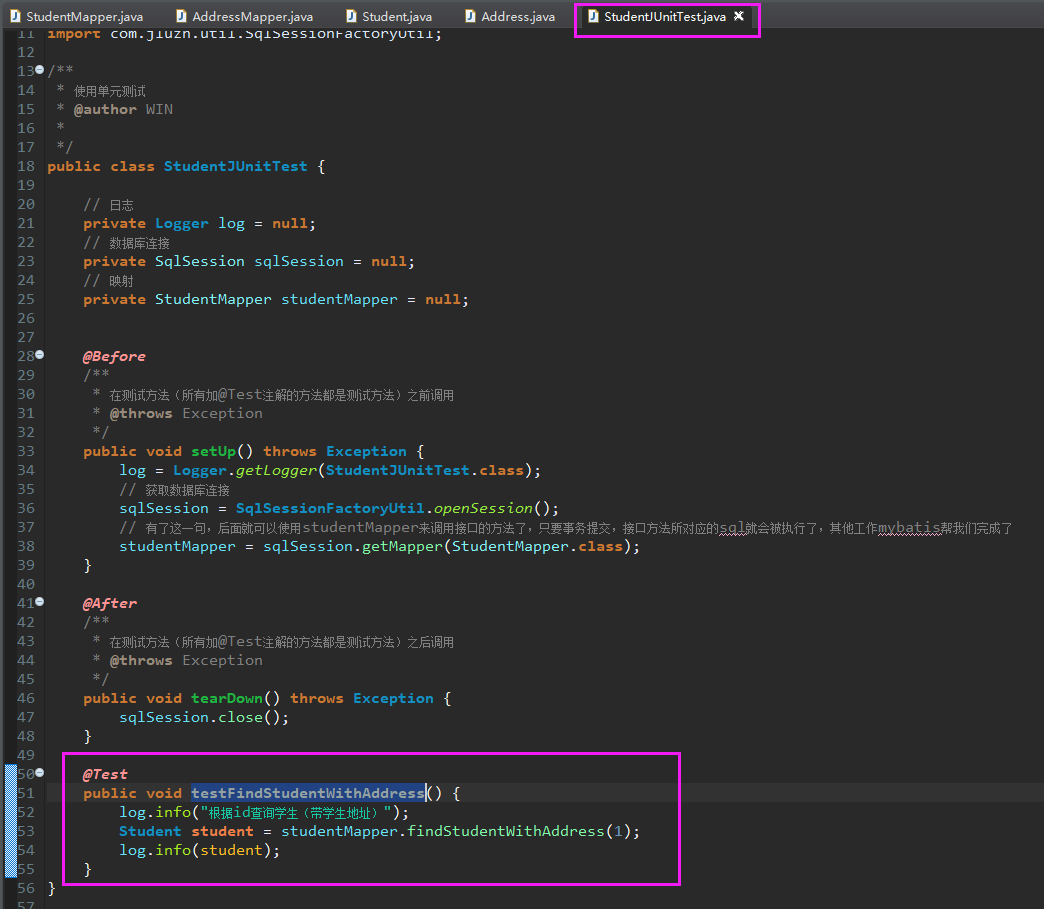 StudentMapper.java AddressMapper.java Student.java Address.java StudentJUnitTest.java
11 import com.jluzh.util.SqlSessionFactoryUtil;
12
13 /**
14  * 使用单元测试
15  * @author WIN
16  *
17  */
18 public class StudentJUnitTest {
19
20     // 日志
21     private Logger log = null;
22     // 数据库连接
23     private SqlSession sqlSession = null;
24     // 映射
25     private StudentMapper studentMapper = null;
26
27
28     @Before
29     /**
30      * 在测试方法（所有加@Test注解的方法都是测试方法）之前调用
31      * @throws Exception
32      */
33     public void setUp() throws Exception {
34         log = Logger.getLogger(StudentJUnitTest.class);
35         // 获取数据库连接
36         sqlSession = SqlSessionFactoryUtil.openSession();
37         // 有了这一句，后面就可以使用studentMapper来调用接口的方法了，只要事务提交，接口方法所对应的sql就会被执行了，其他工作mybatis帮我们完成了
38         studentMapper = sqlSession.getMapper(StudentMapper.class);
39     }
40
41     @After
42     /**
43      * 在测试方法（所有加@Test注解的方法都是测试方法）之后调用
44      * @throws Exception
45      */
46     public void tearDown() throws Exception {
47         sqlSession.close();
48     }
49
50     @Test
51     public void testFindStudentWithAddress() {
52         log.info("根据id查询学生（带学生地址）");
53         Student student = studentMapper.findStudentWithAddress(1);
54         log.info(student);
55     }
56 }
57